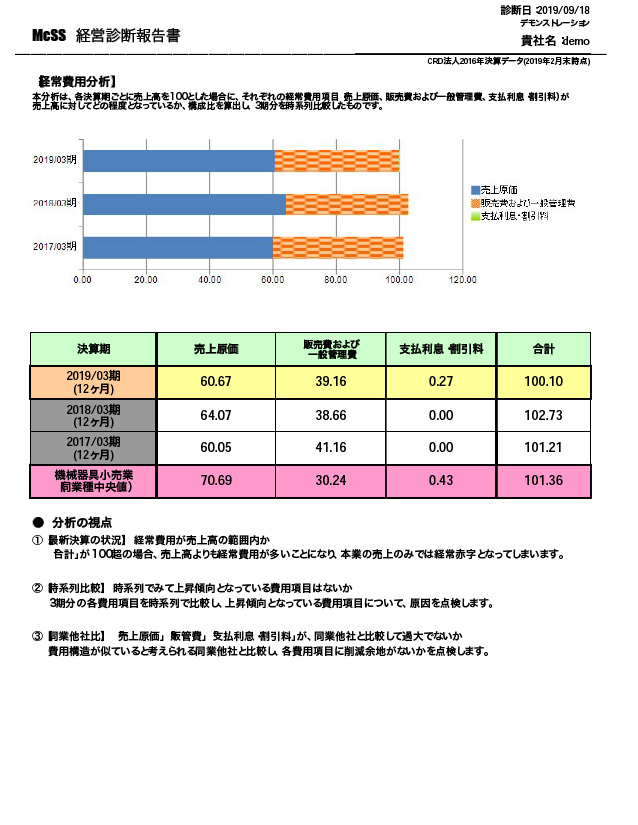 診断日:2019/09/18
デモンストレーション
McSS 経営診断報告書
貴社名:demo
CRD法人2016年決算データ(2019年2月末時点)
【経常費用分析】
本分析は、各決算期ごとに売上高を100とした場合に、それぞれの経常費用項目(売上原価、販売費および一般管理費、支払利息・割引料)が
売上高に対してどの程度となっているか、構成比を算出し、3期分を時系列比較したものです。
2019/03期
2018/03期
2017/03期
0.00 20.00 40.00 60.00 80.00 100.00 120.00
売上原価
販売費および一般管理費
支払利息・割引料
決算期 売上原価 販売費および一般管理費 支払利息・割引料 合計
2019/03期(12ヶ月) 60.67 39.16 0.27 100.10
2018/03期(12ヶ月) 64.07 38.66 0.00 102.73
2017/03期(12ヶ月) 60.05 41.16 0.00 101.21
機械器具小売業(同業種中央値) 70.69 30.24 0.43 101.36
● 分析の視点
①【最新決算の状況】 経常費用が売上高の範囲内か
「合計」が100超の場合、売上高よりも経常費用が多いことになり、本業の売上のみでは経常赤字となってしまいます。
②【時系列比較】 時系列でみて上昇傾向となっている費用項目はないか
3期分の各費用項目を時系列で比較し、上昇傾向となっている費用項目について、原因を点検します。
③【同業他社比】 「売上原価」「販管費」「支払利息・割引料」が、同業他社と比較して過大でないか
費用構造が似ていると考えられる同業他社と比較し、各費用項目に削減余地がないかを点検します。